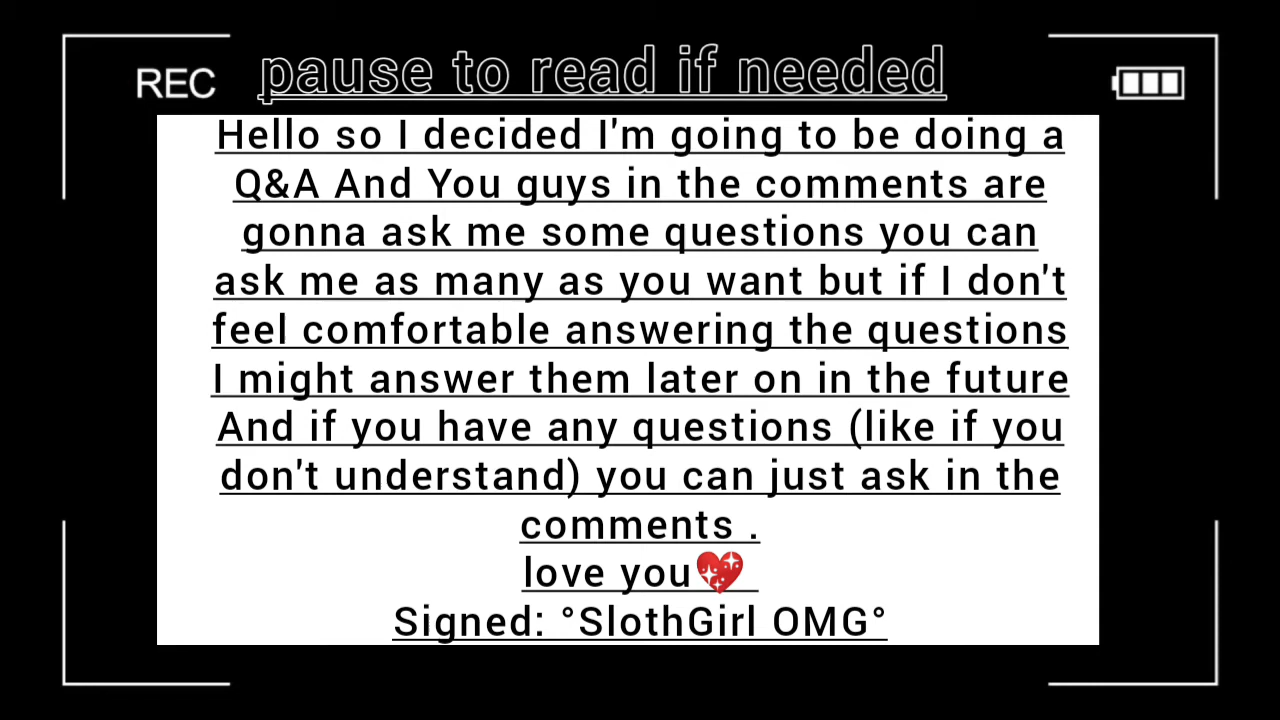 REC
pause to read if needed
Hello so I decided I'm going to be doing a
Q&A And You guys in the comments are
gonna ask me some questions you can
ask me as many as you want but if I don't
feel comfortable answering the questions
I might answer them later on in the future
And if you have any questions (like if you
don't understand) you can just ask in the
comments .
love you💖
Signed: °SlothGirl OMG°